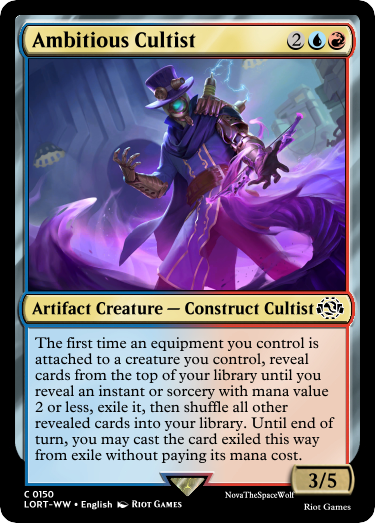 Ambitious Cultist 2
Artifact Creature — Construct Cultist
The first time an equipment you control is
attached to a creature you control, reveal
cards from the top of your library until you
reveal an instant or sorcery with mana value
2 or less, exile it, then shuffle all other
revealed cards into your library. Until end of
turn, you may cast the card exiled this way
from exile without paying its mana cost.
3/5
C 0150
LORT-WW • English Riot Games
NovaTheSpaceWolf
Riot Games